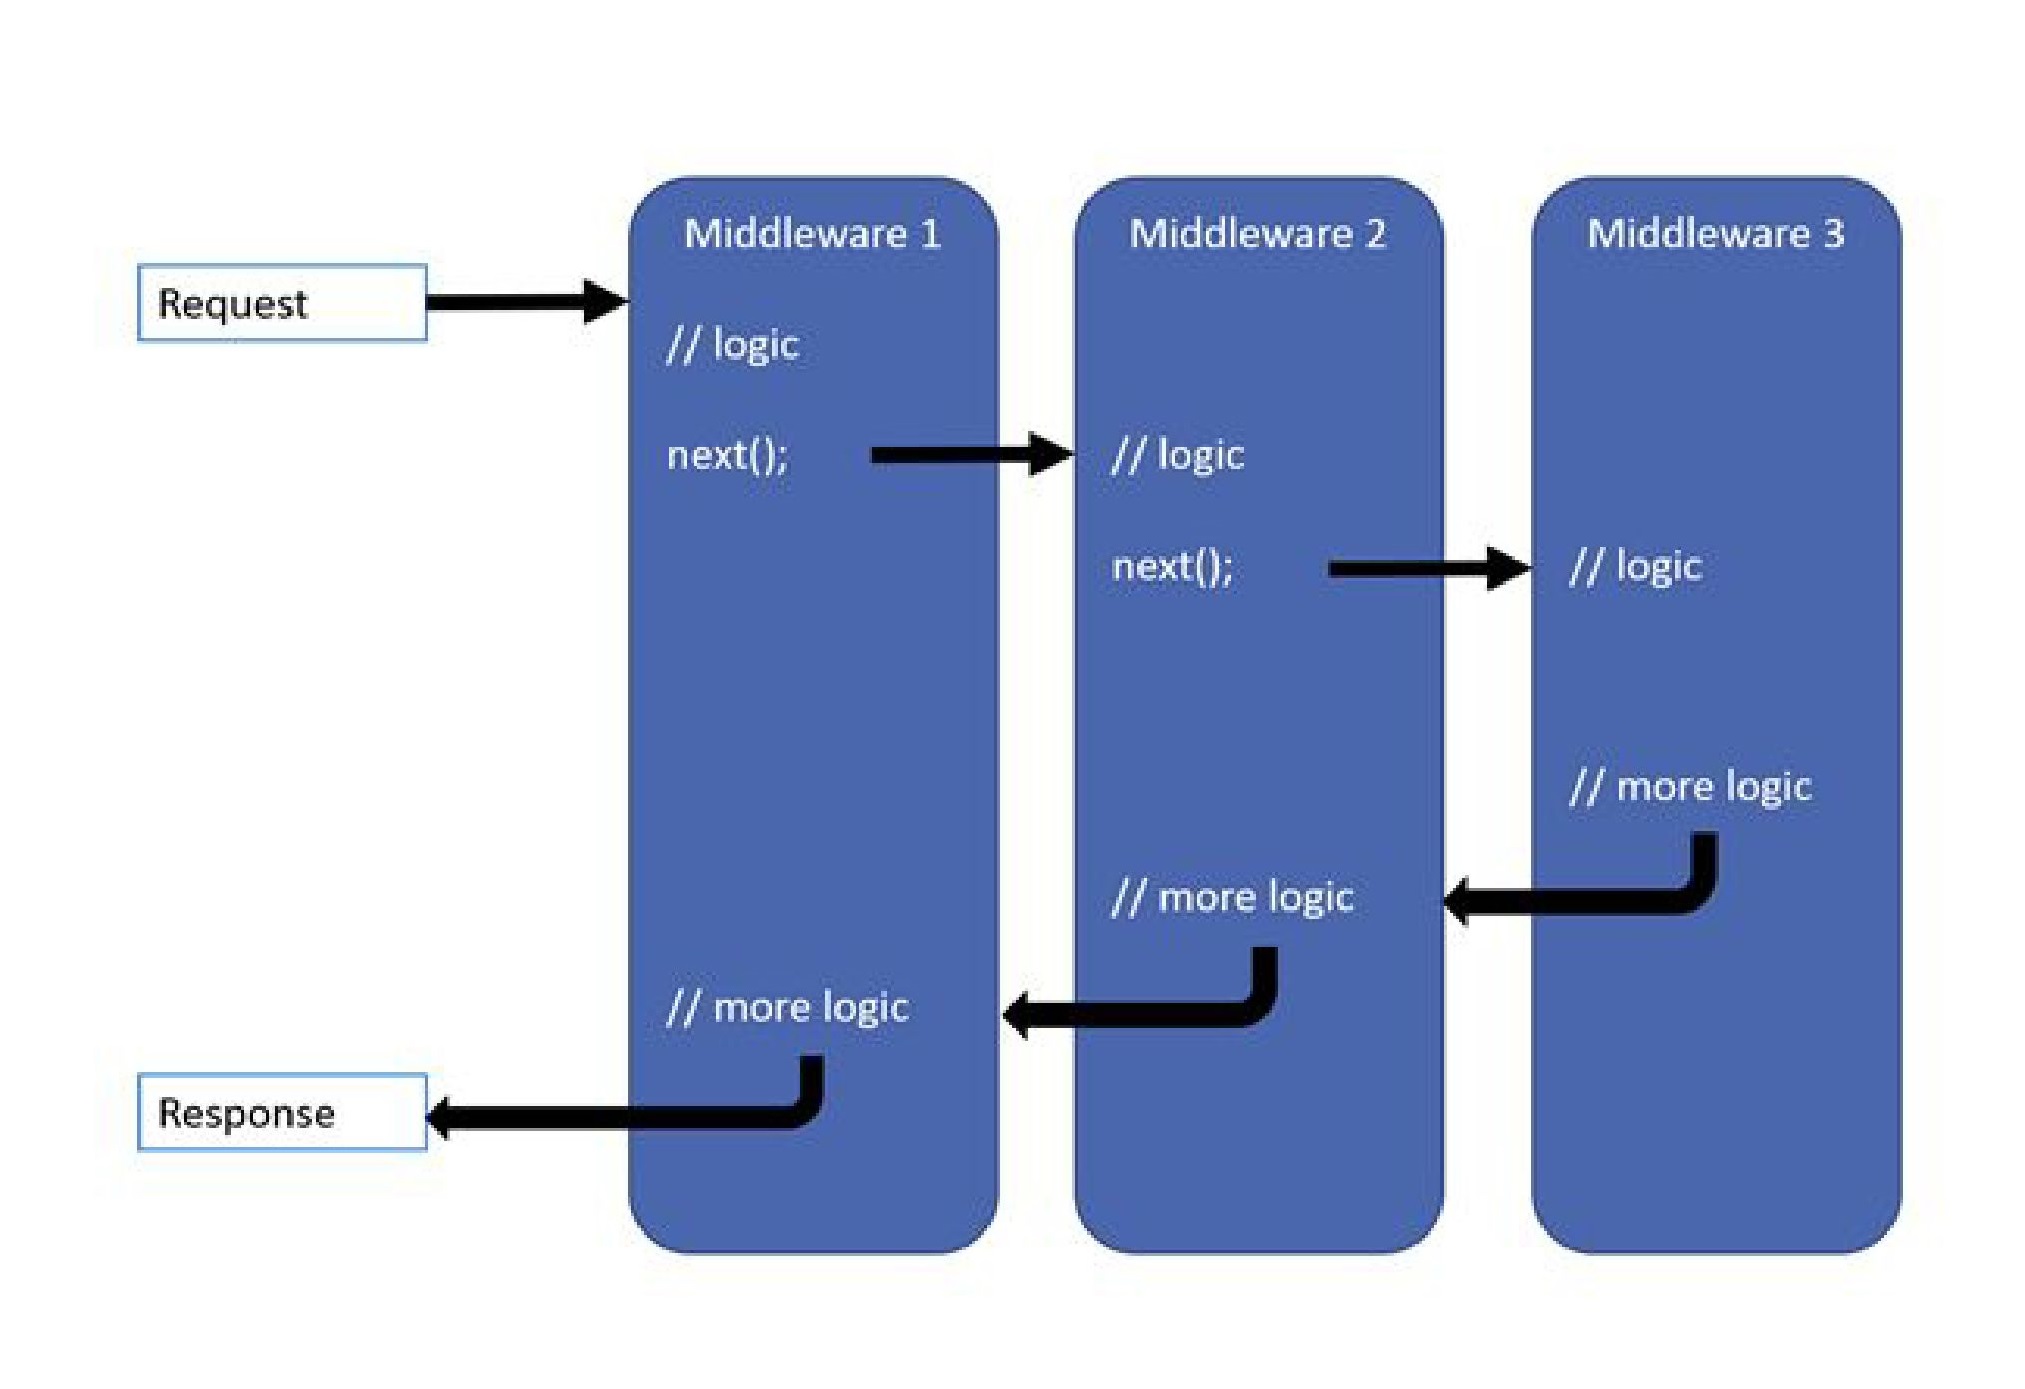 Middleware 1
Middleware 2
Middleware 3
Request
// logic
next();
// logic
next();
// logic
// more logic
// more logic
// more logic
Response